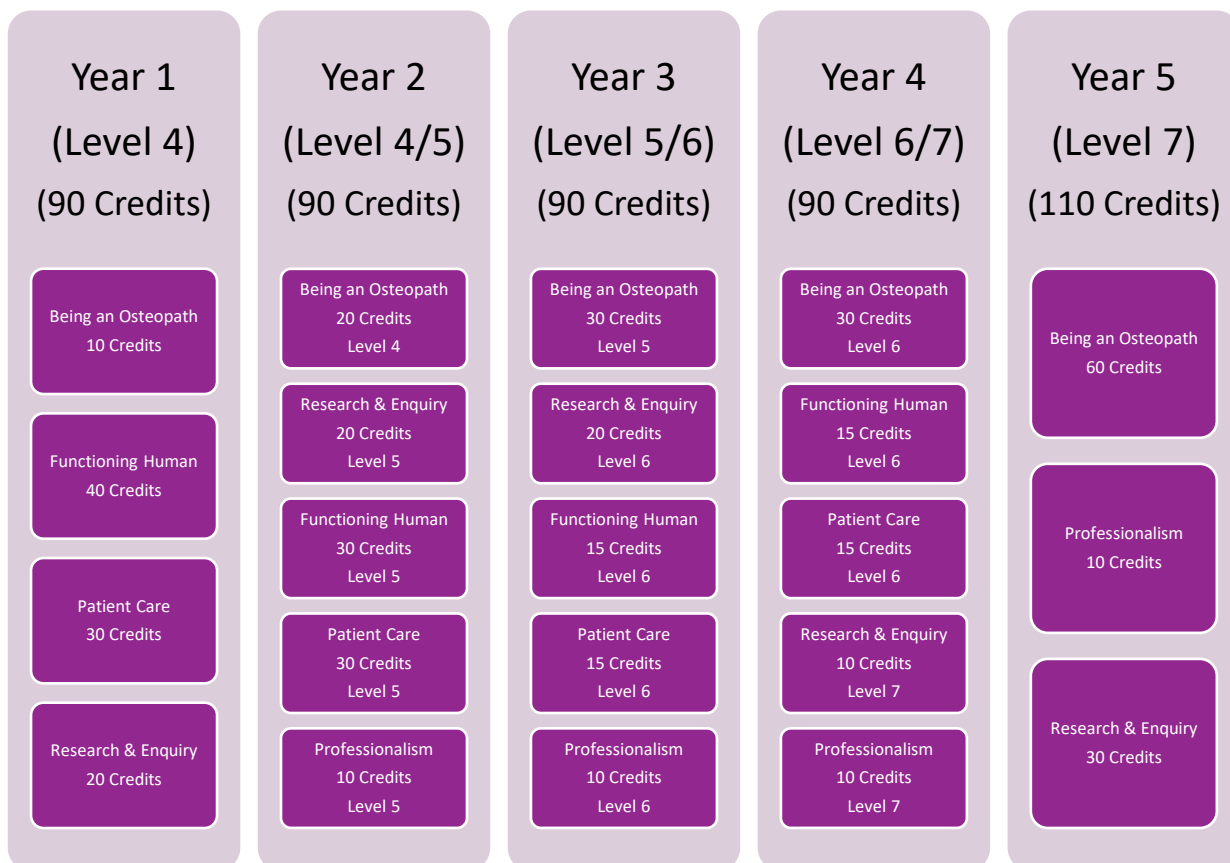 Year 1
(Level 4)
(90 Credits)
Being an Osteopath
10 Credits
Functioning Human
40 Credits
Patient Care
30 Credits
Research & Enquiry
20 Credits
Year 2
(Level 4/5)
(90 Credits)
Being an Osteopath
20 Credits
Level 4
Research & Enquiry
20 Credits
Level 5
Functioning Human
30 Credits
Level 5
Patient Care
30 Credits
Level 5
Professionalism
10 Credits
Level 5
Year 3
(Level 5/6)
(90 Credits)
Being an Osteopath
30 Credits
Level 5
Research & Enquiry
20 Credits
Level 6
Functioning Human
15 Credits
Level 6
Patient Care
15 Credits
Level 6
Professionalism
10 Credits
Level 6
Year 4
(Level 6/7)
(90 Credits)
Being an Osteopath
30 Credits
Level 6
Functioning Human
15 Credits
Level 6
Patient Care
15 Credits
Level 6
Research & Enquiry
10 Credits
Level 7
Professionalism
10 Credits
Level 7
Year 5
(Level 7)
(110 Credits)
Being an Osteopath
60 Credits
Professionalism
10 Credits
Research & Enquiry
30 Credits